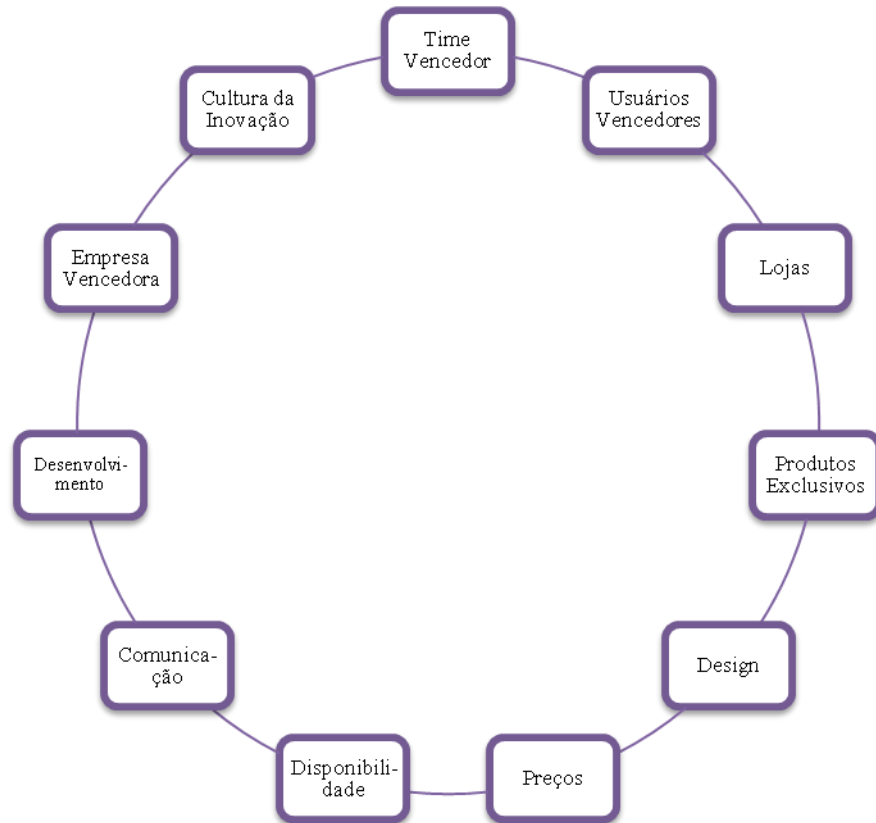 Time
Vencedor
Usuários
Vencedores
Lojas
Produtos
Exclusivos
Design
Preços
Disponibili-
dade
Comunica-
ção
Desenvolvi-
mento
Empresa
Vencedora
Cultura da
Inovação